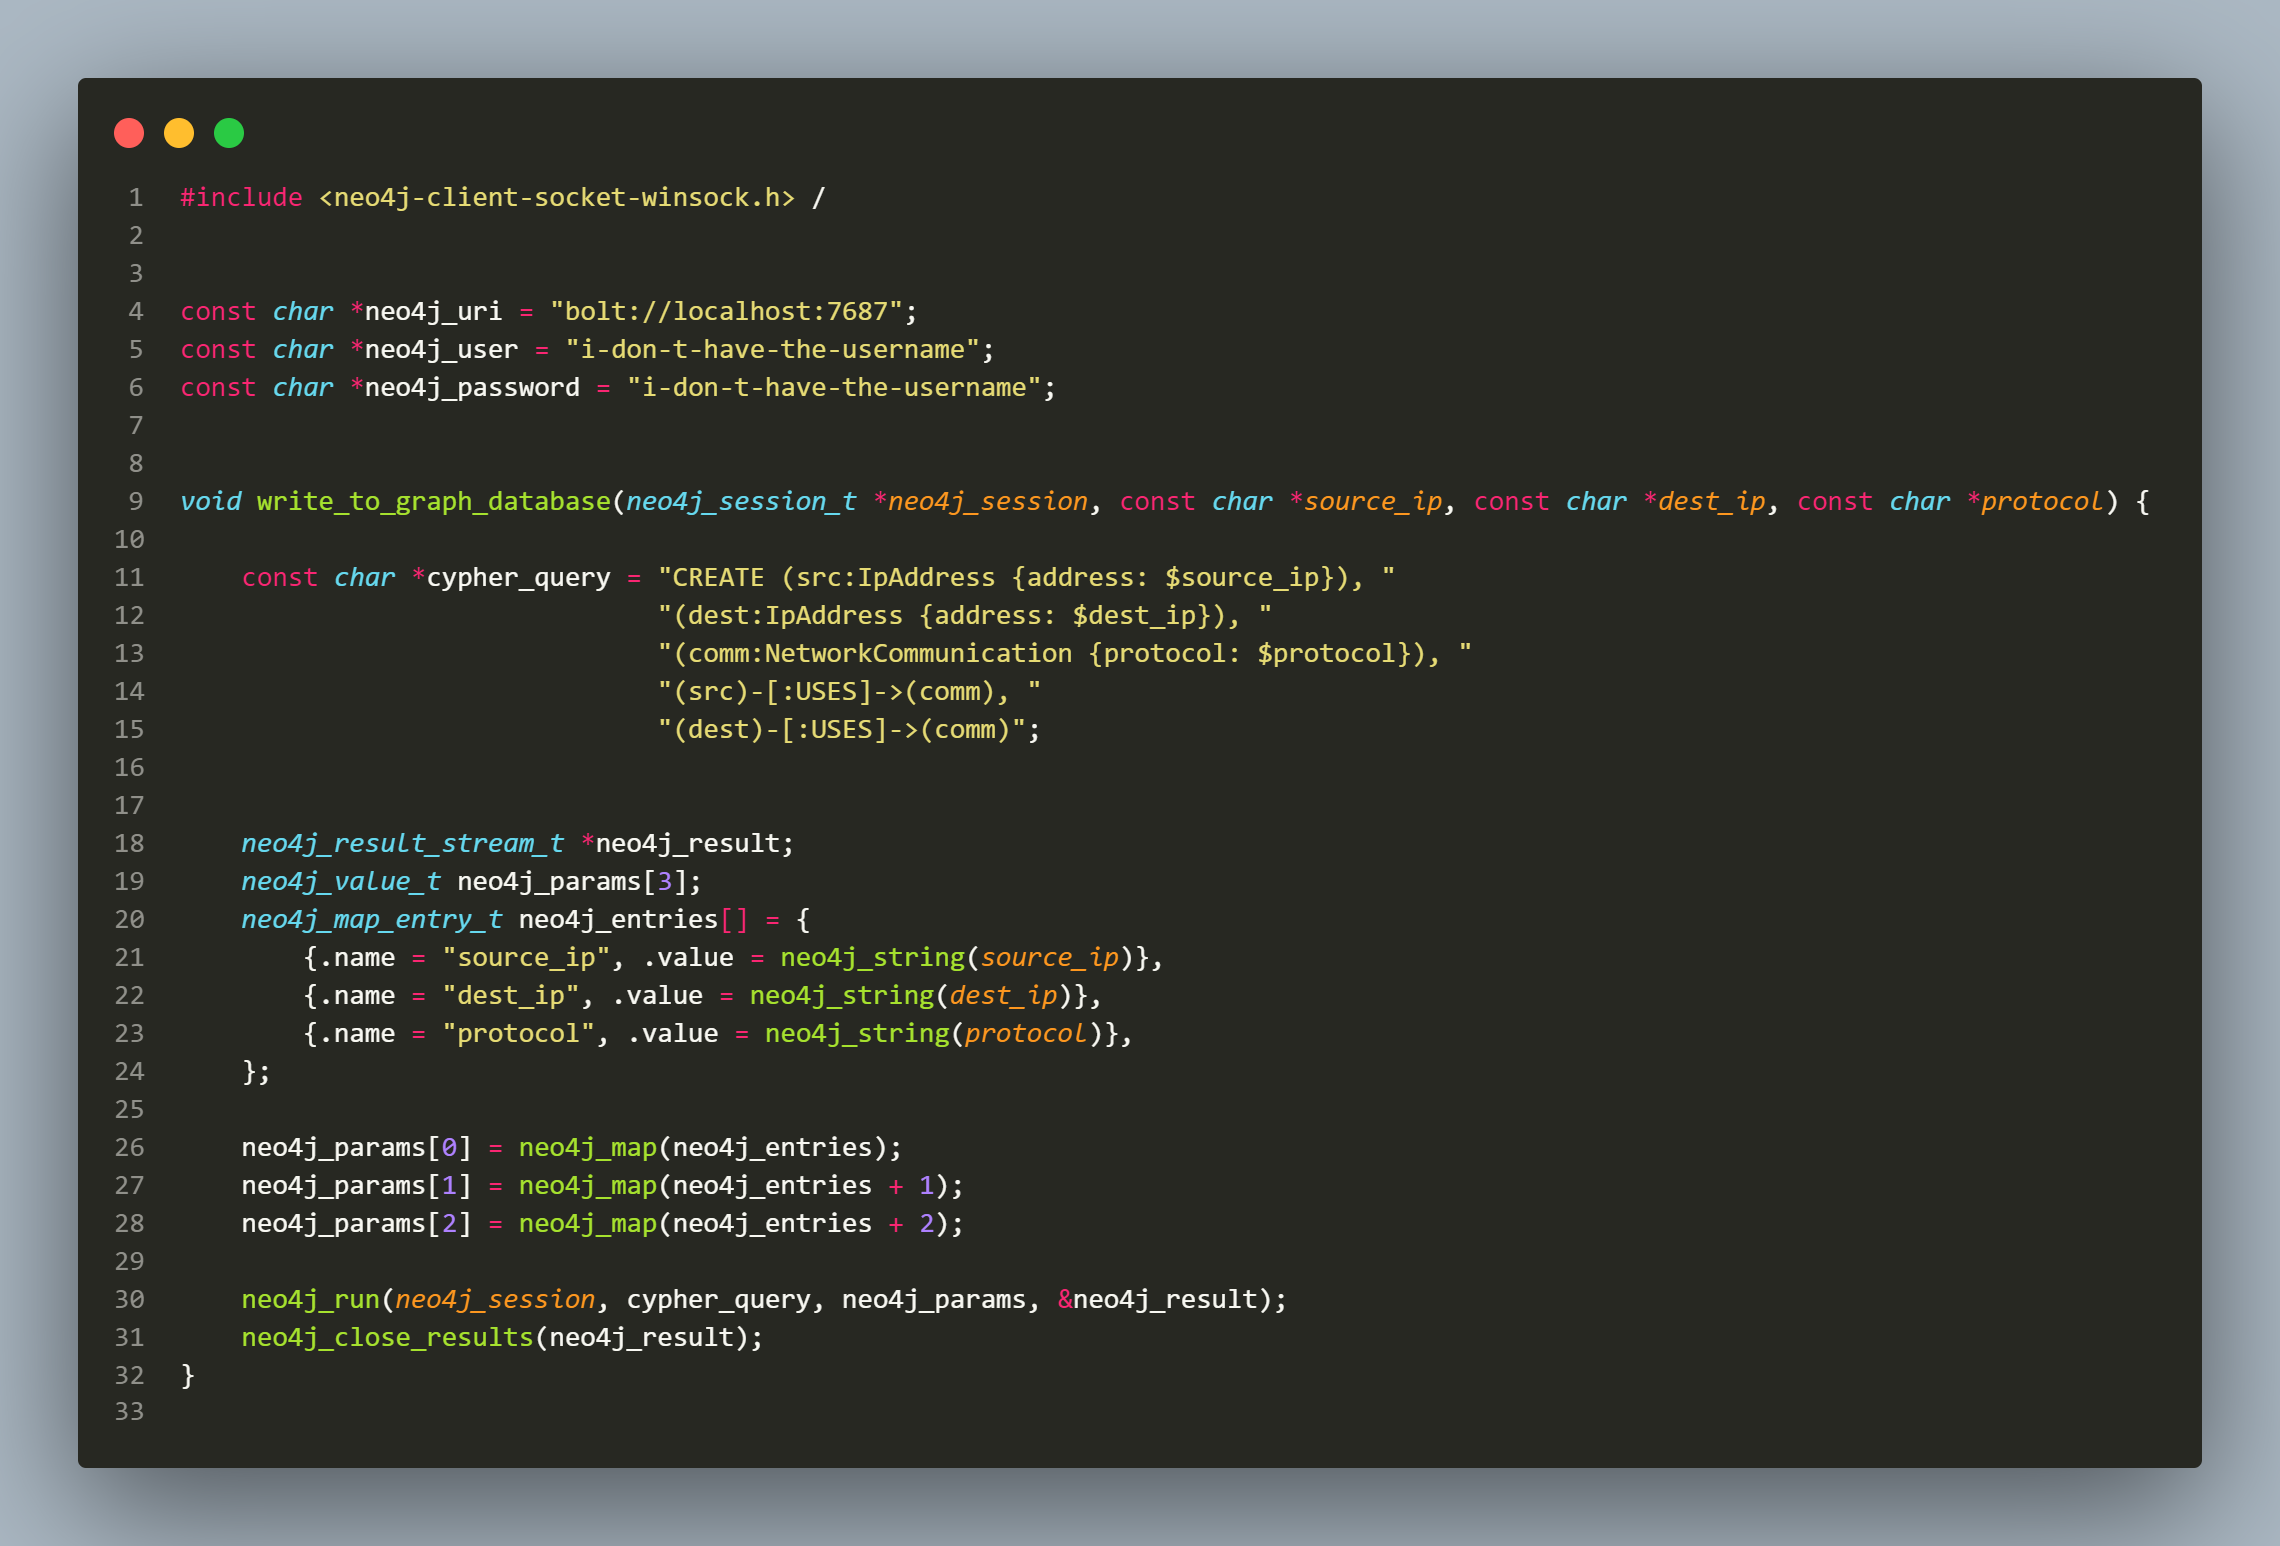 1 #include <neo4j-client-socket-winsock.h> /
2
3
4 const char *neo4j_uri = "bolt://localhost:7687";
5 const char *neo4j_user = "i-don-t-have-the-username";
6 const char *neo4j_password = "i-don-t-have-the-username";
7
8
9 void write_to_graph_database(neo4j_session_t *neo4j_session, const char *source_ip, const char *dest_ip, const char *protocol) {
10
11     const char *cypher_query = "CREATE (src:IpAddress {address: $source_ip}), "
12                                "(dest:IpAddress {address: $dest_ip}), "
13                                "(comm:NetworkCommunication {protocol: $protocol}), "
14                                "(src)-[:USES]->(comm), "
15                                "(dest)-[:USES]->(comm)";
16
17
18     neo4j_result_stream_t *neo4j_result;
19     neo4j_value_t neo4j_params[3];
20     neo4j_map_entry_t neo4j_entries[] = {
21         {.name = "source_ip", .value = neo4j_string(source_ip)},
22         {.name = "dest_ip", .value = neo4j_string(dest_ip)},
23         {.name = "protocol", .value = neo4j_string(protocol)},
24     };
25
26     neo4j_params[0] = neo4j_map(neo4j_entries);
27     neo4j_params[1] = neo4j_map(neo4j_entries + 1);
28     neo4j_params[2] = neo4j_map(neo4j_entries + 2);
29
30     neo4j_run(neo4j_session, cypher_query, neo4j_params, &neo4j_result);
31     neo4j_close_results(neo4j_result);
32 }
33